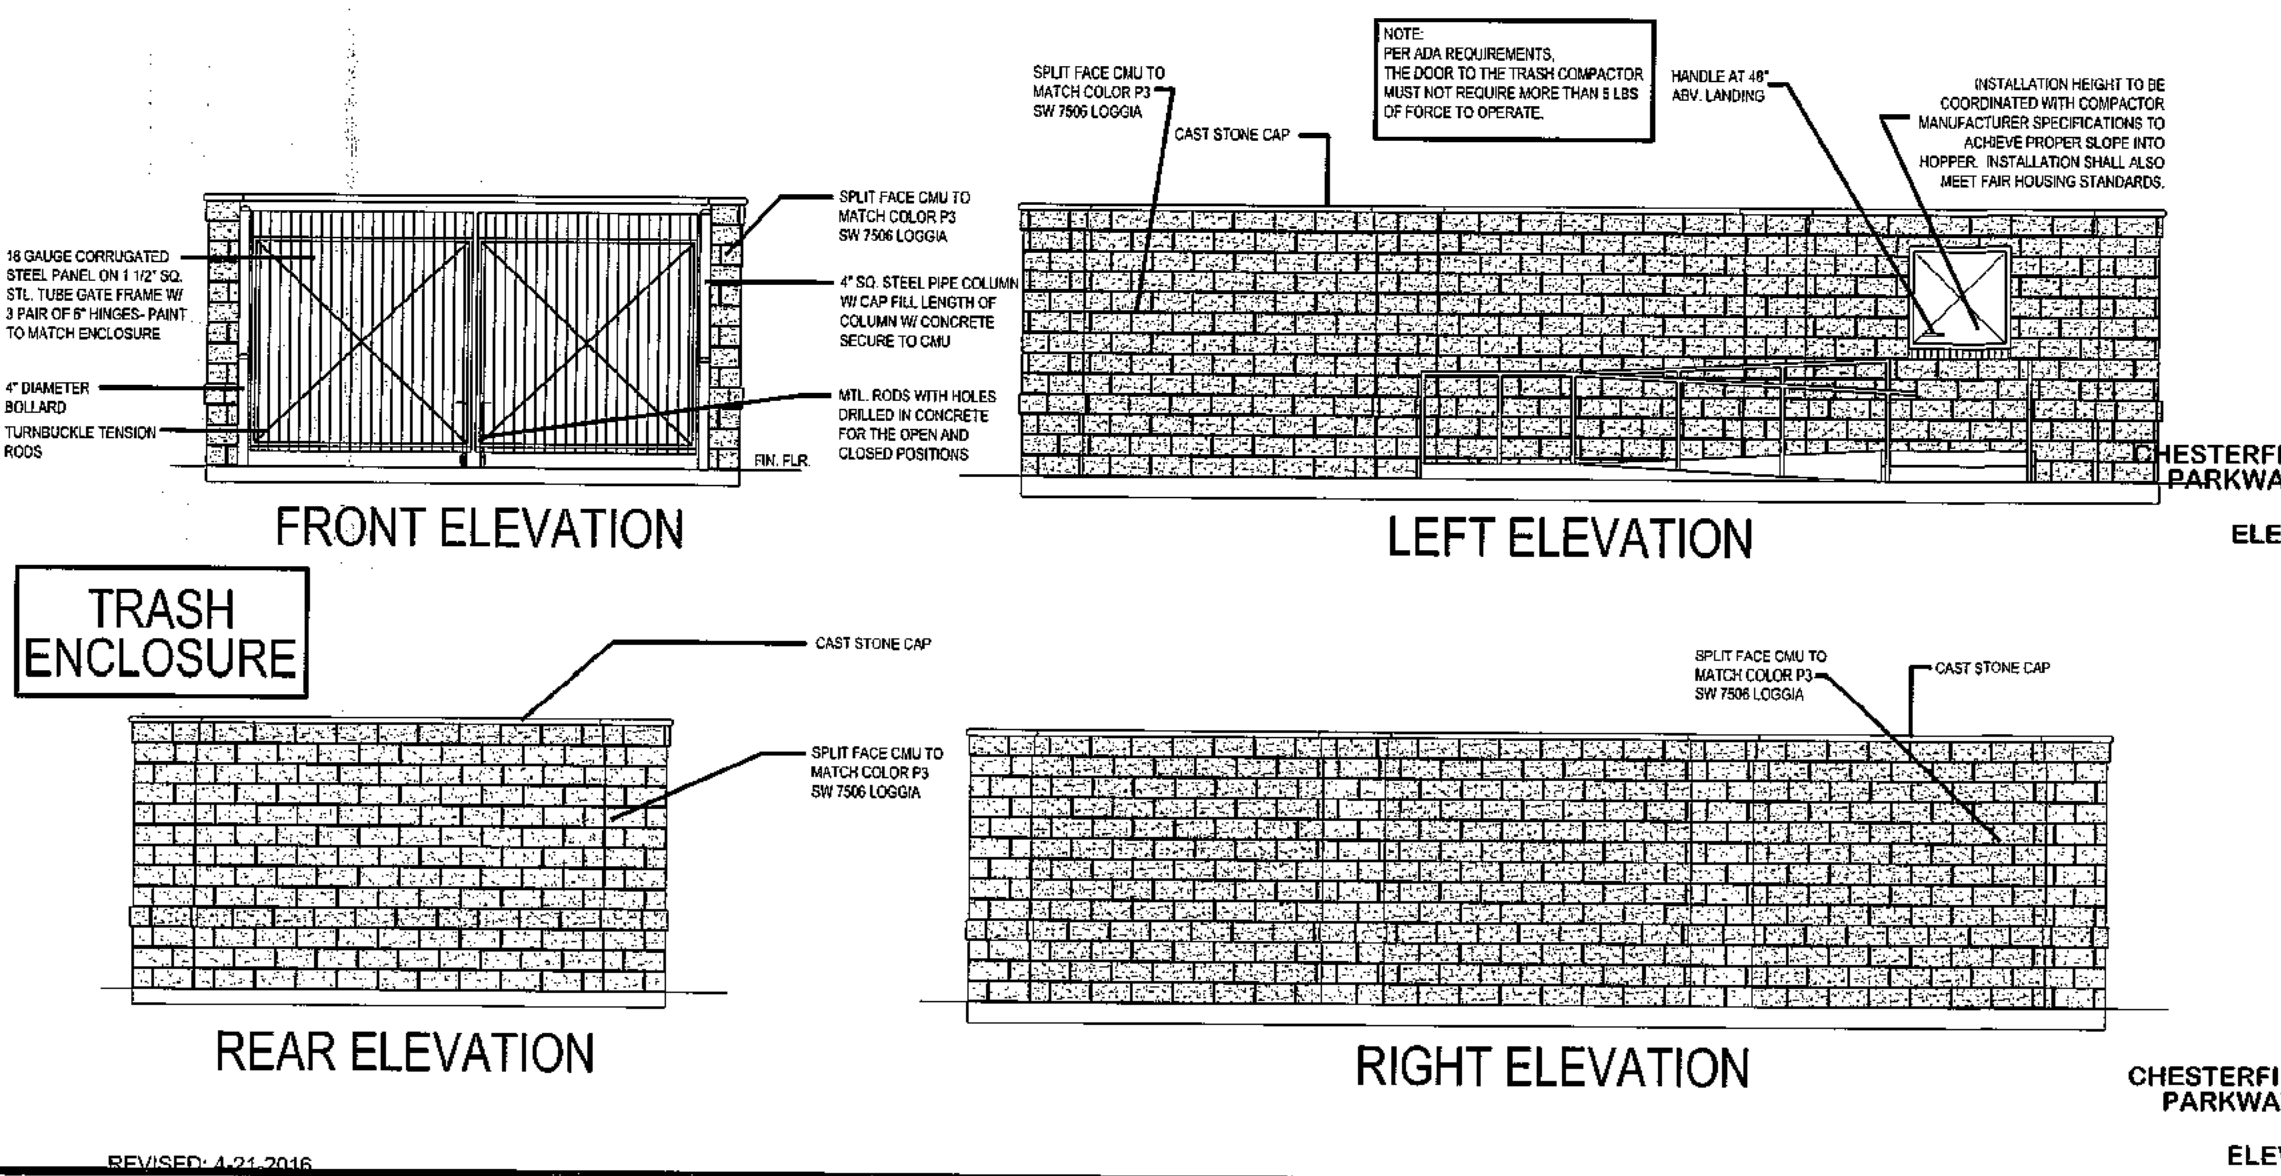 NOTE:
PER ADA REQUIREMENTS,
THE DOOR TO THE TRASH COMPACTOR
MUST NOT REQUIRE MORE THAN 5 LBS
OF FORCE TO OPERATE.
SPLIT FACE CMU TO
MATCH COLOR P3
SW 7506 LOGGIA
CAST STONE CAP
HANDLE AT 48"
ABV. LANDING
INSTALLATION HEIGHT TO BE
COORDINATED WITH COMPACTOR
MANUFACTURER SPECIFICATIONS TO
ACHIEVE PROPER SLOPE INTO
HOPPER. INSTALLATION SHALL ALSO
MEET FAIR HOUSING STANDARDS.
18 GAUGE CORRUGATED
STEEL PANEL ON 1 1/2" SQ.
STL. TUBE GATE FRAME W/
3 PAIR OF 6" HINGES- PAINT
TO MATCH ENCLOSURE
4" DIAMETER
BOLLARD
TURNBUCKLE TENSION
RODS
SPLIT FACE CMU TO
MATCH COLOR P3
SW 7506 LOGGIA
4" SQ. STEEL PIPE COLUMN
W/ CAP FILL LENGTH OF
COLUMN W/ CONCRETE
SECURE TO CMU
MTL. RODS WITH HOLES
DRILLED IN CONCRETE
FOR THE OPEN AND
CLOSED POSITIONS
FIN. FLR.
FRONT ELEVATION
LEFT ELEVATION
CHESTERFI
PARKWA
ELE
TRASH
ENCLOSURE
CAST STONE CAP
SPLIT FACE CMU TO
MATCH COLOR P3
SW 7506 LOGGIA
SPLIT FACE CMU TO
MATCH COLOR P3
SW 7506 LOGGIA
CAST STONE CAP
REAR ELEVATION
RIGHT ELEVATION
CHESTERFI
PARKWA
ELEV
REVISED: 4-21-2016